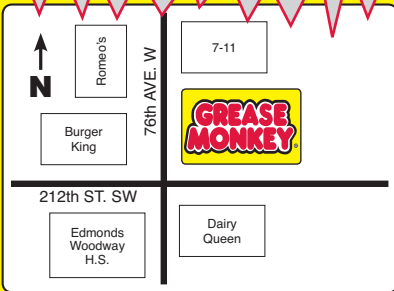 N
Romeo's
76th AVE. W
7-11
Burger
King
GREASE
MONKEY®
212th ST. SW
Edmonds
Woodway
H.S.
Dairy
Queen